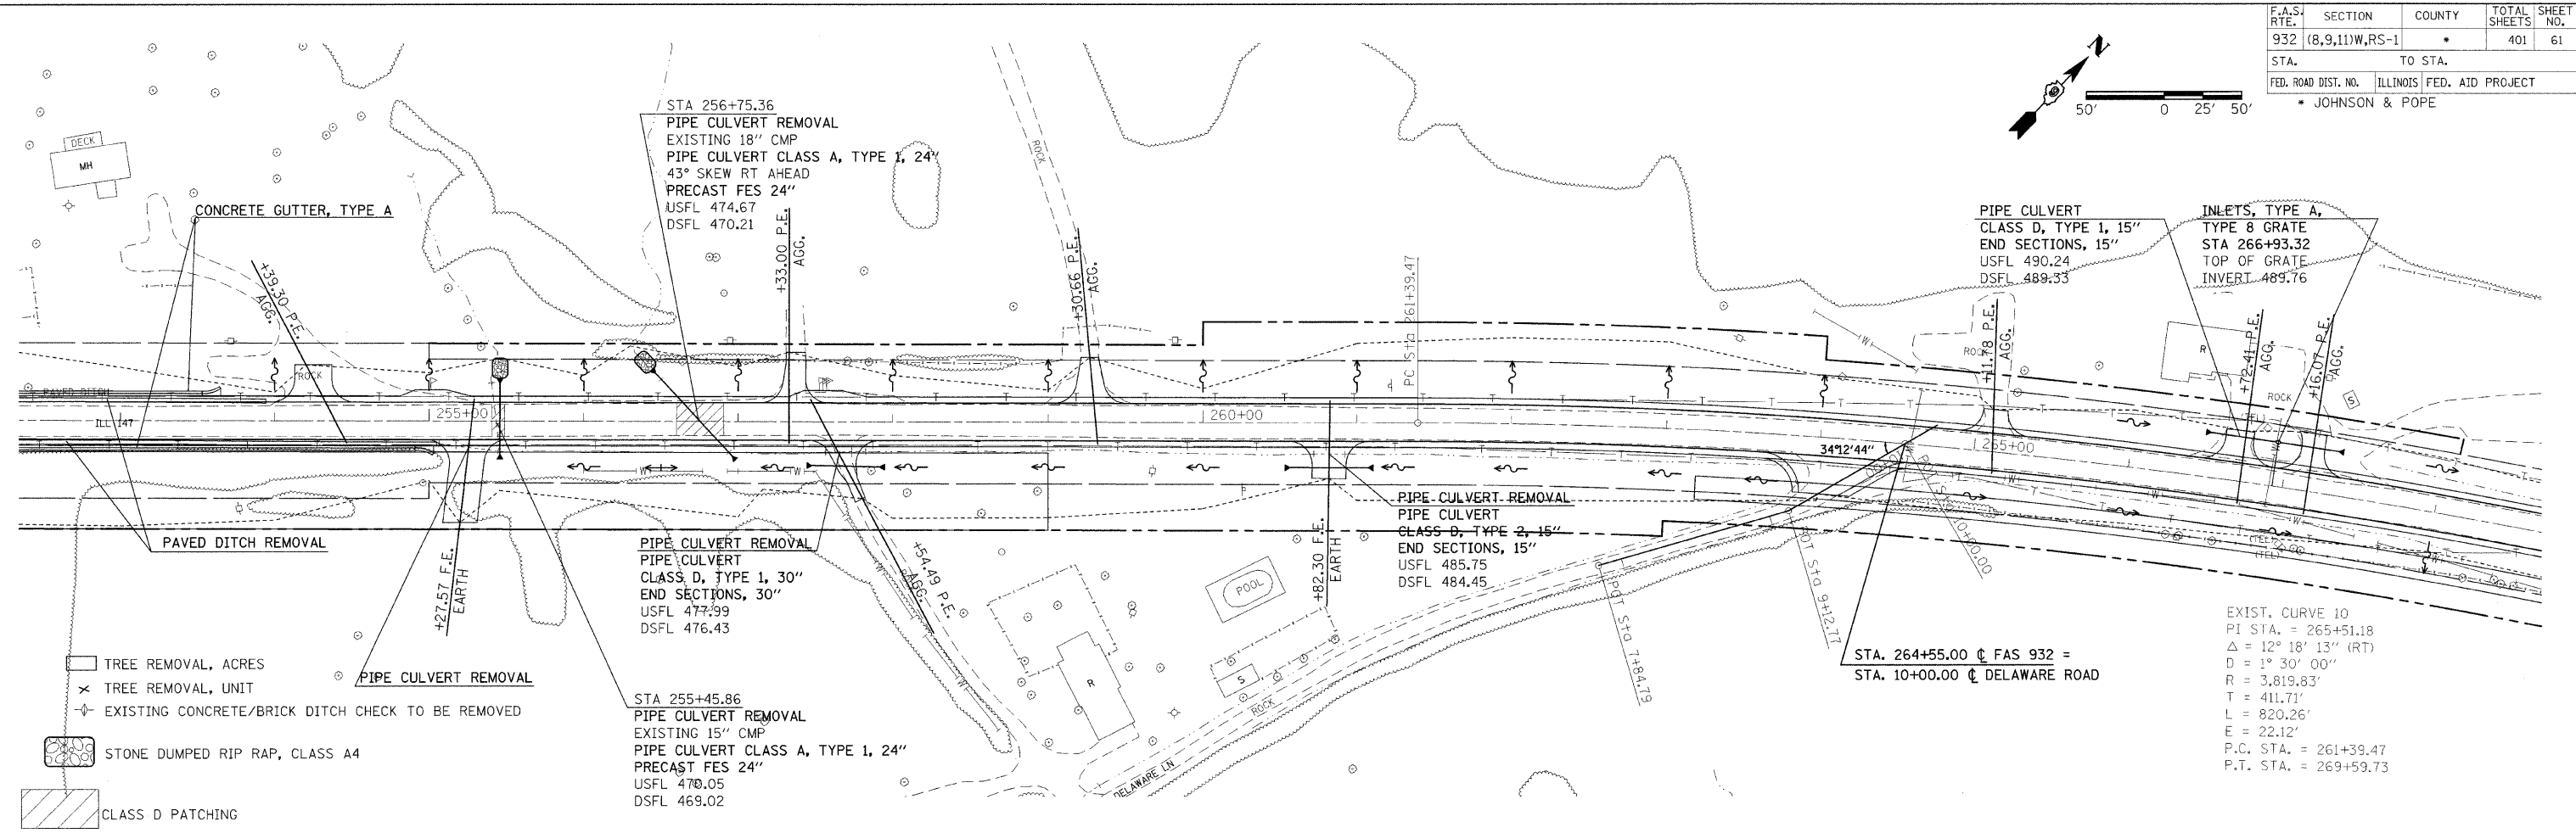 F.A.S. RTE. SECTION COUNTY TOTAL SHEETS SHEET NO.
932 (8,9,11)W,RS-1 * 401 61
STA. TO STA.
FED. ROAD DIST. NO. ILLINOIS FED. AID PROJECT
* JOHNSON & POPE
N
50' 0 25' 50'
DECK
MH
CONCRETE GUTTER, TYPE A
STA 256+75.36
PIPE CULVERT REMOVAL
EXISTING 18" CMP
PIPE CULVERT CLASS A, TYPE 1, 24"
43° SKEW RT AHEAD
PRECAST FES 24"
USFL 474.67
DSFL 470.21
ROCK
PIPE CULVERT
CLASS D, TYPE 1, 15"
END SECTIONS, 15"
USFL 490.24
DSFL 489.33
INLETS, TYPE A,
TYPE 8 GRATE
STA 266+93.32
TOP OF GRATE
INVERT 489.76
+39.30 P.E.
AGG.
+33.00 P.E.
AGG.
+30.66 P.E.
AGG.
PC Sta 261+39.47
+11.18 P.E.
AGG.
+72.41 P.E.
AGG.
+16.07 P.E.
AGG.
ROCK
ROCK
R
ROCK
S
PAVED DITCH
ILL 147
255+00
260+00
265+00
34°12'44"
(TEL)
(TEL)
(TEL)
PAVED DITCH REMOVAL
+27.57 F.E.
EARTH
PIPE CULVERT REMOVAL
PIPE CULVERT
CLASS D, TYPE 1, 30"
END SECTIONS, 30"
USFL 477.99
DSFL 476.43
+54.49 P.E.
AGG.
POOL
R
S
ROCK
DELAWARE LN
+82.30 F.E.
EARTH
PIPE CULVERT REMOVAL
PIPE CULVERT
CLASS D, TYPE 2, 15"
END SECTIONS, 15"
USFL 485.75
DSFL 484.45
Sta 7+84.79
Sta 9+12.77
Sta 10+00.00
STA. 264+55.00 ℄ FAS 932 =
STA. 10+00.00 ℄ DELAWARE ROAD
EXIST. CURVE 10
PI STA. = 265+51.18
Δ = 12° 18' 13" (RT)
D = 1° 30' 00"
R = 3,819.83'
T = 411.71'
L = 820.26'
E = 22.12'
P.C. STA. = 261+39.47
P.T. STA. = 269+59.73
TREE REMOVAL, ACRES
TREE REMOVAL, UNIT
EXISTING CONCRETE/BRICK DITCH CHECK TO BE REMOVED
STONE DUMPED RIP RAP, CLASS A4
CLASS D PATCHING
PIPE CULVERT REMOVAL
STA 255+45.86
PIPE CULVERT REMOVAL
EXISTING 15" CMP
PIPE CULVERT CLASS A, TYPE 1, 24"
PRECAST FES 24"
USFL 470.05
DSFL 469.02